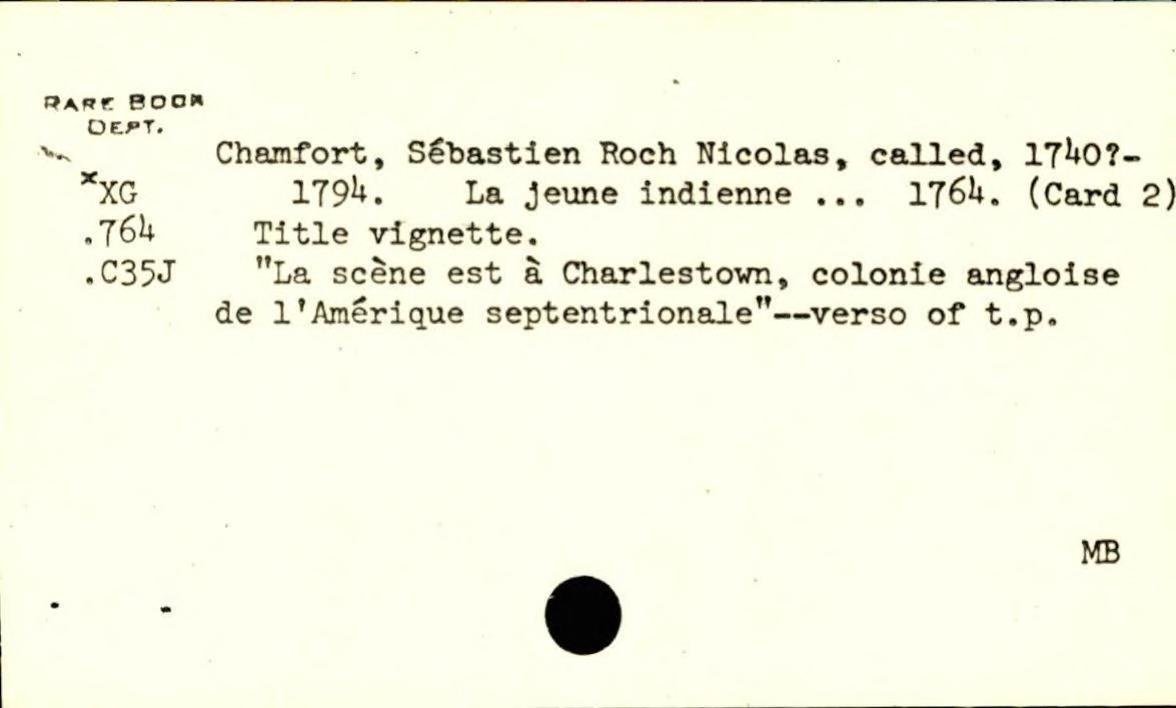 RARE BOOK
DEPT.
Chamfort, Sébastien Roch Nicolas, called, 1740?-
*XG 1794. La jeune indienne ... 1764. (Card 2)
.764 Title vignette.
.C35J "La scène est à Charlestown, colonie angloise
de l'Amérique septentrionale"--verso of t.p.
MB